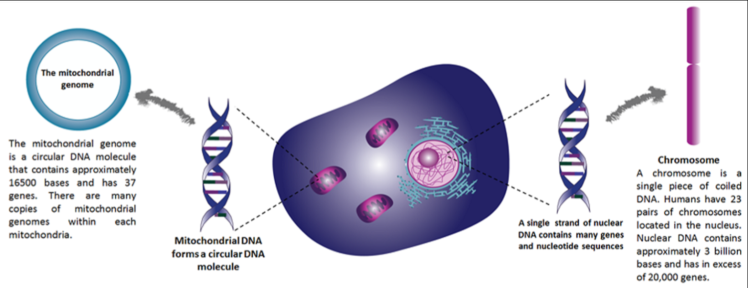 The mitochondrial
genome
The mitochondrial genome
is a circular DNA molecule
that contains approximately
16500 bases and has 37
genes. There are many
copies of mitochondrial
genomes within each
mitochondria.
Mitochondrial DNA
forms a circular DNA
molecule
A single strand of nuclear
DNA contains many genes
and nucleotide sequences
Chromosome
A chromosome is a
single piece of coiled
DNA. Humans have 23
pairs of chromosomes
located in the nucleus.
Nuclear DNA contains
approximately 3 billion
bases and has in excess
of 20,000 genes.